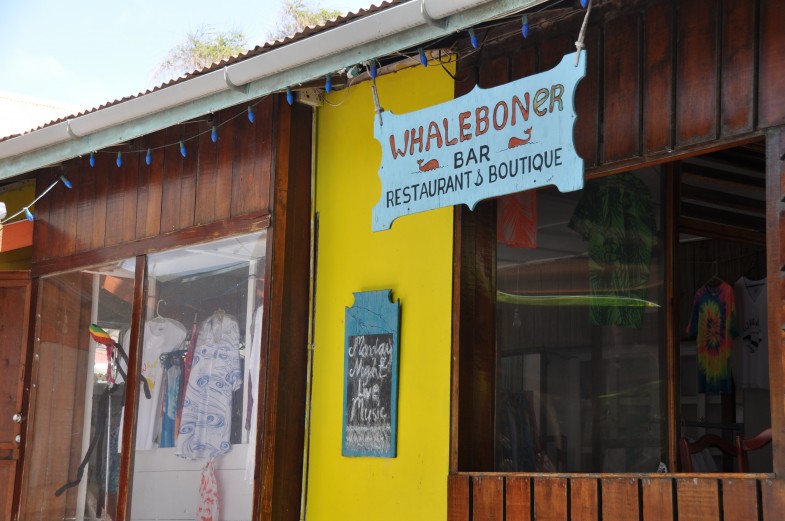 WHALEBONeR
BAR
RESTAURANT & BOUTIQUE
Monday
Night
Live
Music